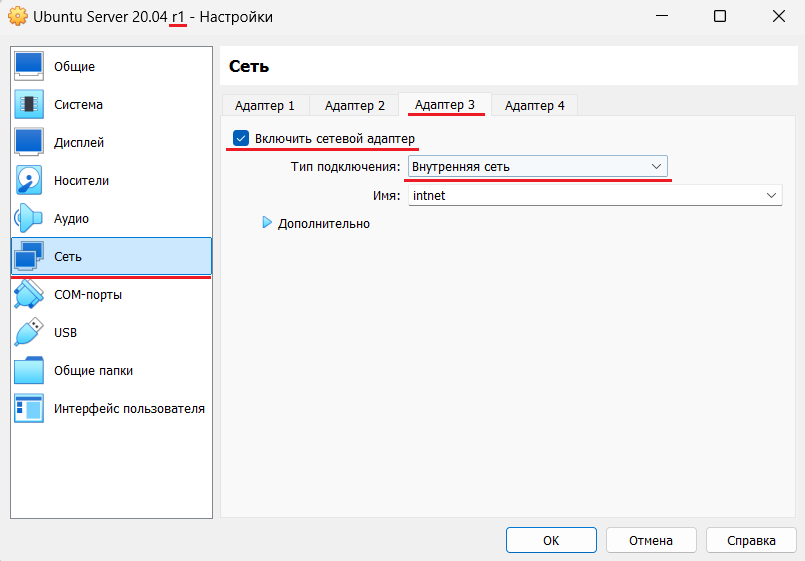 Ubuntu Server 20.04 r1 - Настройки
Общие
Система
Дисплей
Носители
Аудио
Сеть
COM-порты
USB
Общие папки
Интерфейс пользователя
Сеть
Адаптер 1
Адаптер 2
Адаптер 3
Адаптер 4
Включить сетевой адаптер
Тип подключения: Внутренняя сеть
Имя: intnet
Дополнительно
ОК
Отмена
Справка